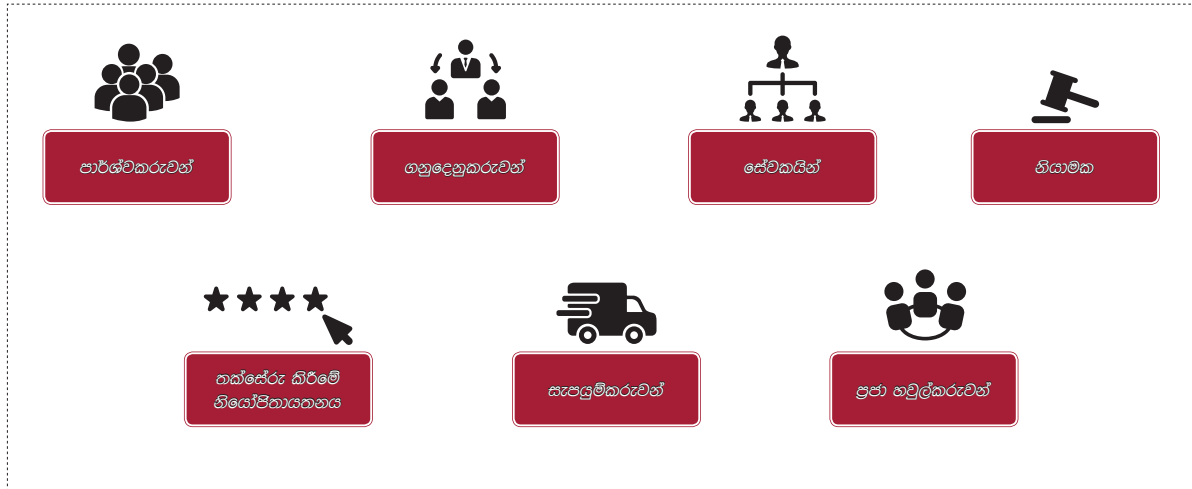 පාර්ශ්වකරුවන්
ගනුදෙනුකරුවන්
සේවකයින්
නියාමක
තක්සේරු කිරීමේ
නියෝජිතායතනය
සැපයුම්කරුවන්
ප්‍රජා හවුල්කරුවන්